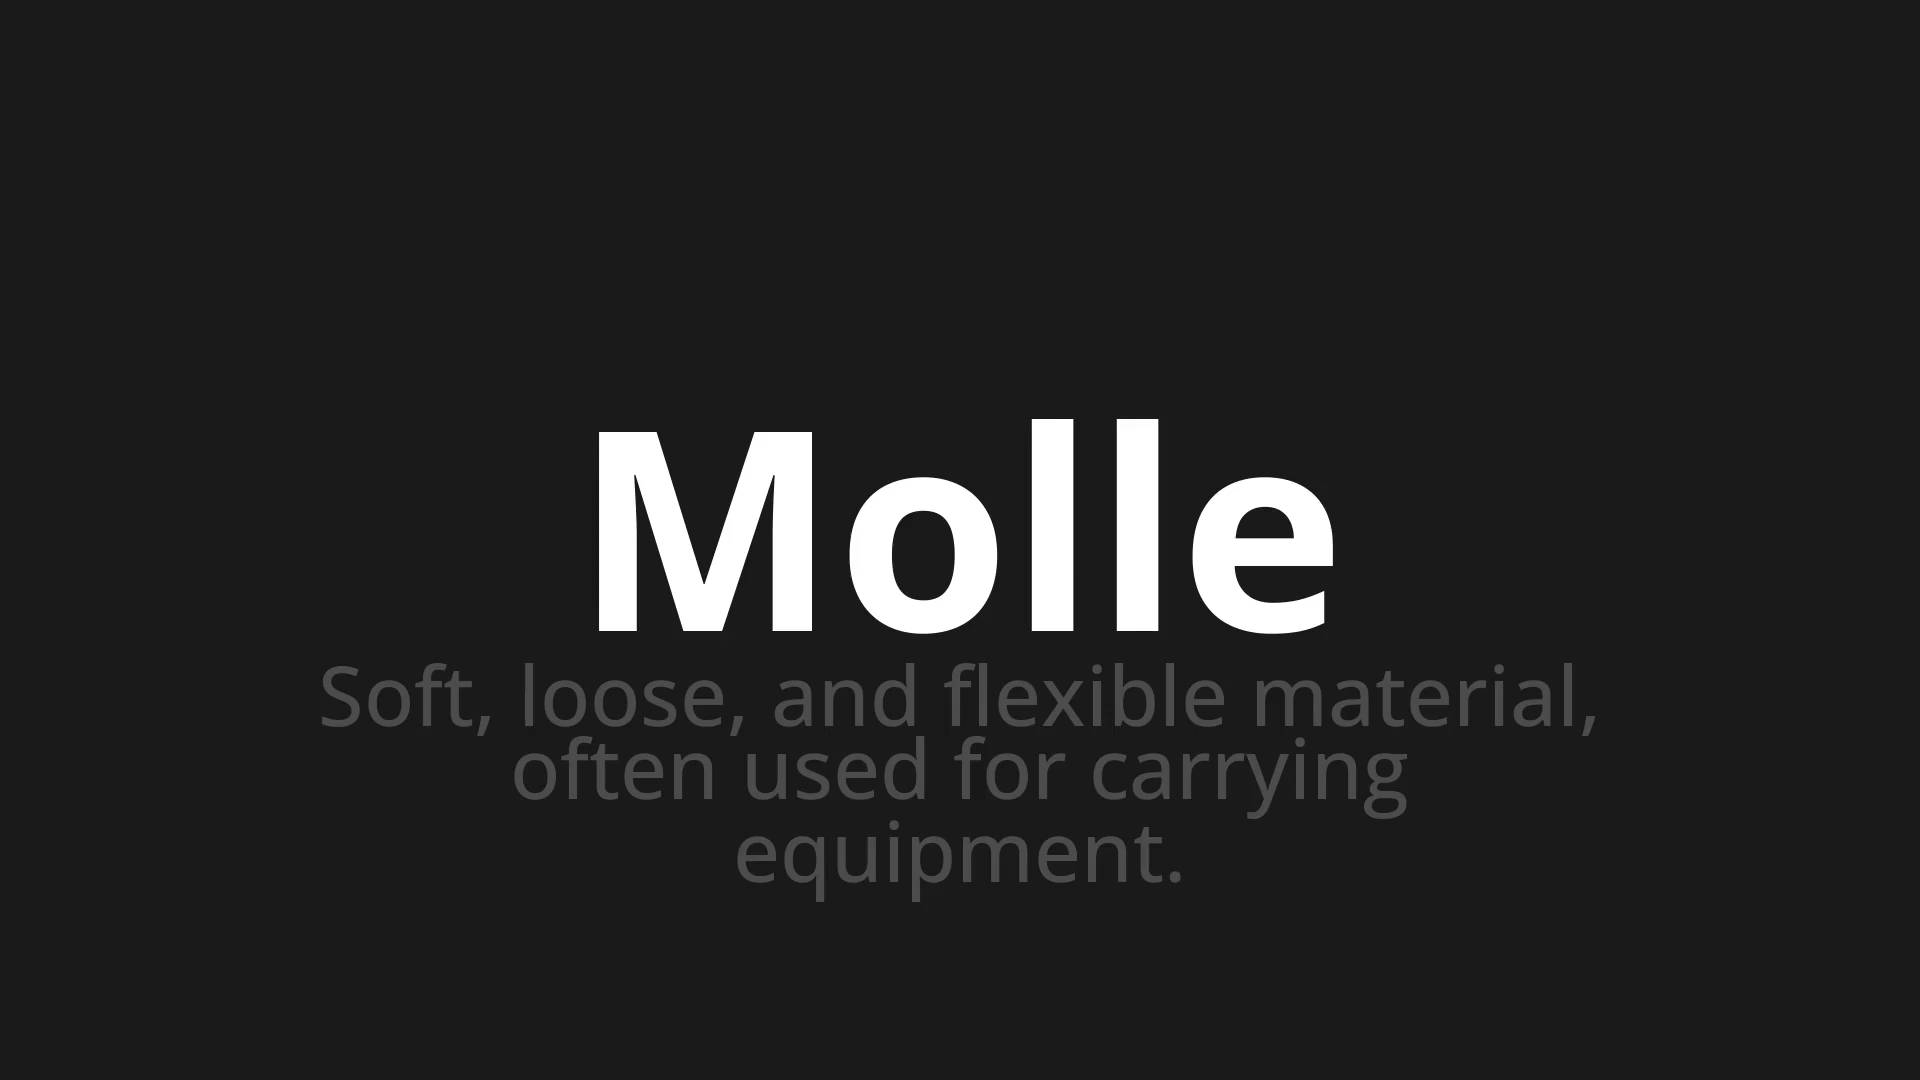 Molle
Soft, loose, and flexible material,
often used for carrying
equipment.